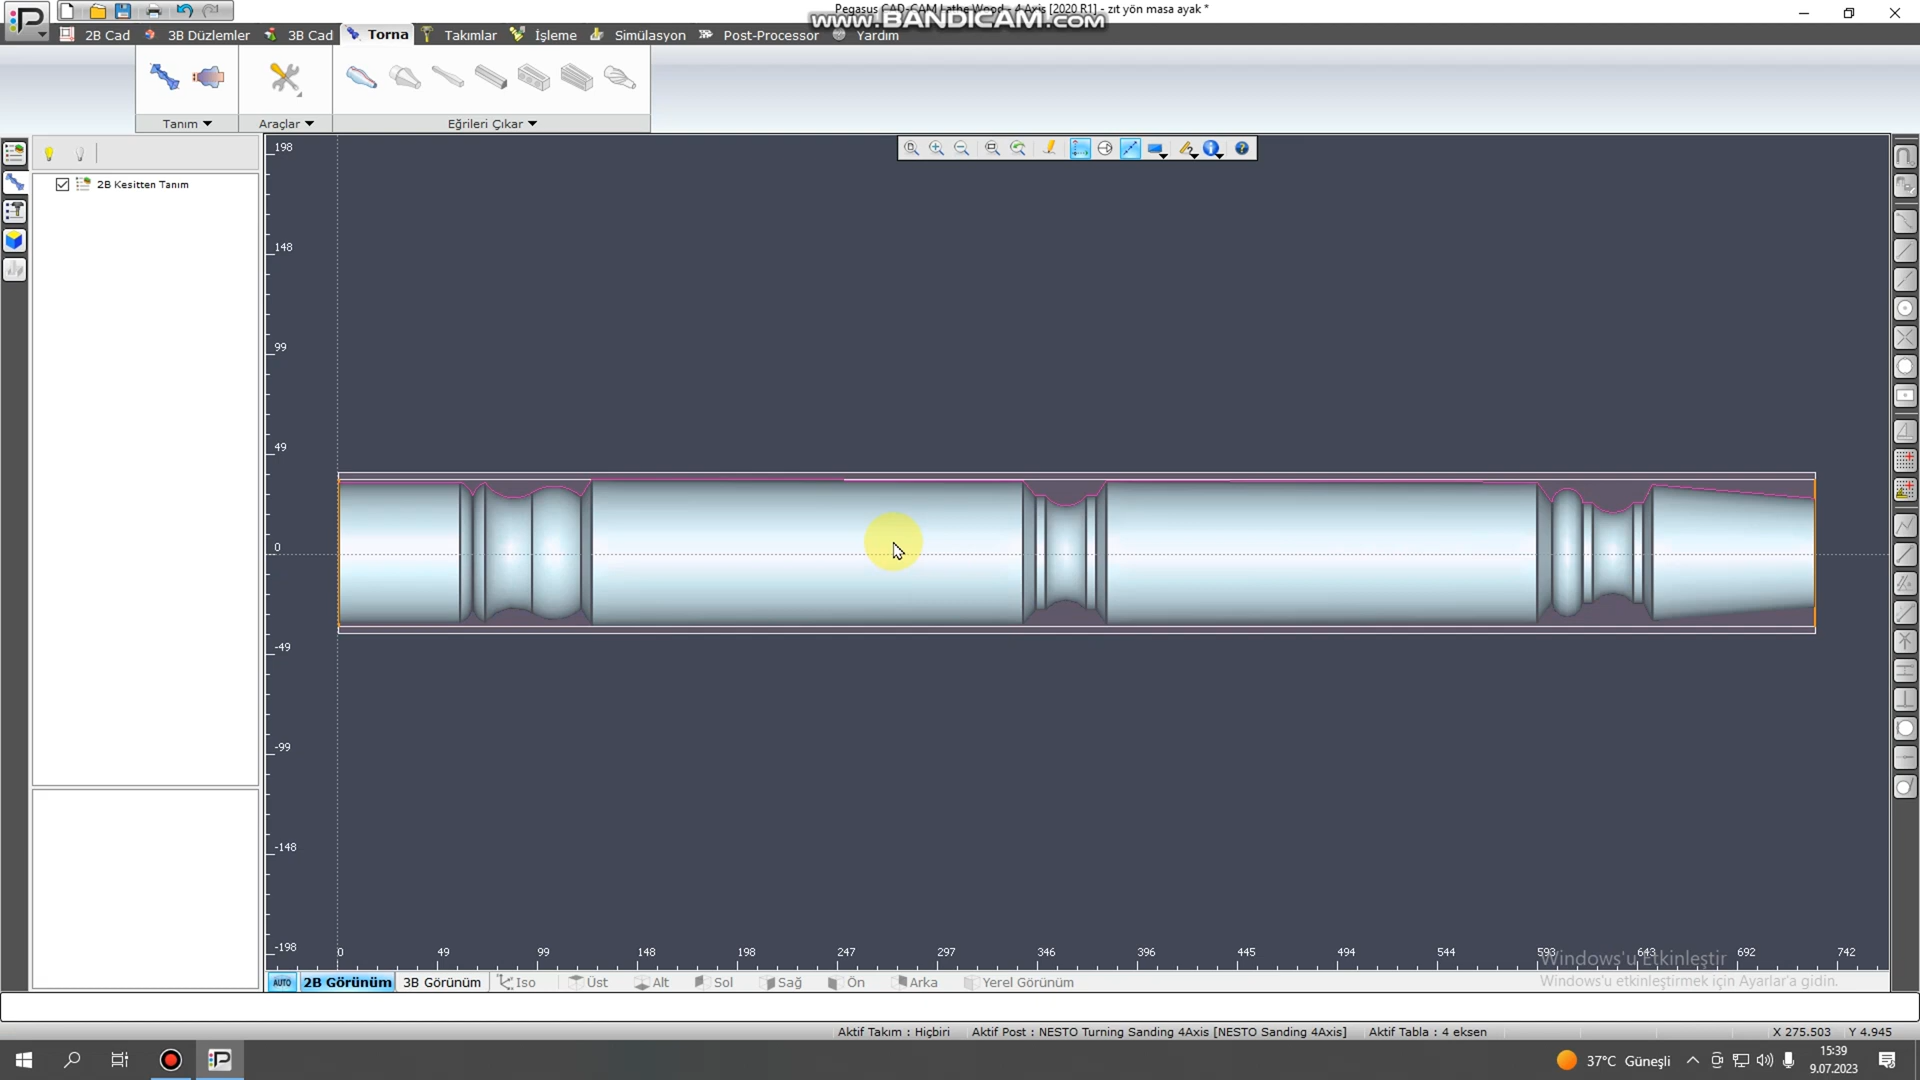 Pegasus CAD-CAM Lathe Wood - 4 Axis [2020 R1] - zıt yön masa ayak *
www.BANDICAM.com
2B Cad
3B Düzlemler
3B Cad
Torna
Takımlar
İşleme
Simülasyon
Post-Processor
Yardım
Tanım
Araçlar
Eğrileri Çıkar
2B Kesitten Tanım
198
148
99
49
0
-49
-99
-148
-198
0 49 99 148 198 247 297 346 396 445 494 544 593 643 692 742
Windows'u Etkinleştir
Windows'u etkinleştirmek için Ayarlar'a gidin.
AUTO 2B Görünüm 3B Görünüm Iso Üst Alt Sol Sağ Ön Arka Yerel Görünüm
Aktif Takım : Hiçbiri Aktif Post : NESTO Turning Sanding 4Axis [NESTO Sanding 4Axis] Aktif Tabla : 4 eksen X 275.503 Y 4.945
37°C Güneşli
15:39
9.07.2023